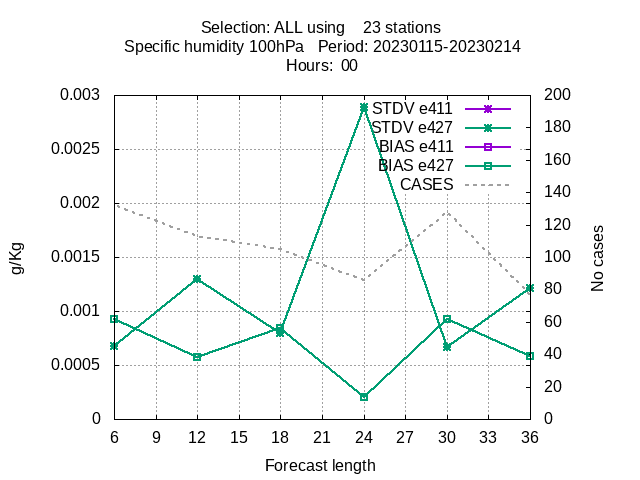 Selection: ALL using    23 stations
Specific humidity 100hPa   Period: 20230115-20230214
Hours:  00
0.003
0.0025
0.002
0.0015
0.001
0.0005
0
200
180
160
140
120
100
80
60
40
20
0
6 9 12 15 18 21 24 27 30 33 36
g/Kg
No cases
Forecast length
STDV e411
STDV e427
BIAS e411
BIAS e427
CASES